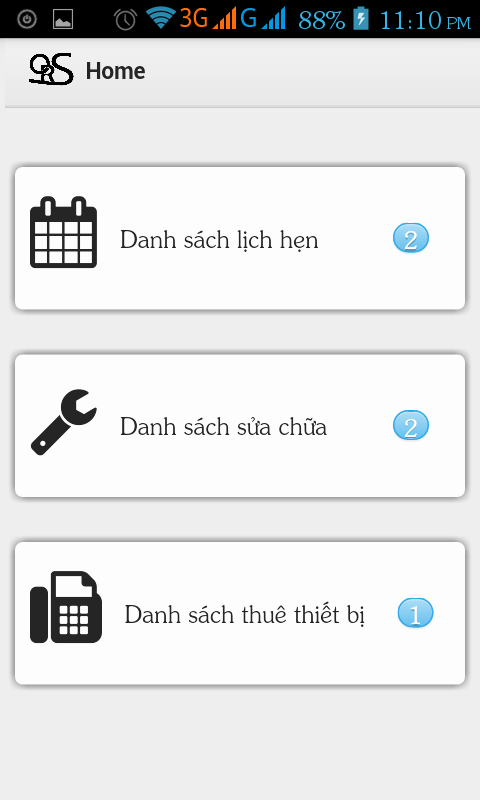 3G G 88% 11:10 PM
ORS Home
Danh sách lịch hẹn 2
Danh sách sửa chữa 2
Danh sách thuê thiết bị 1